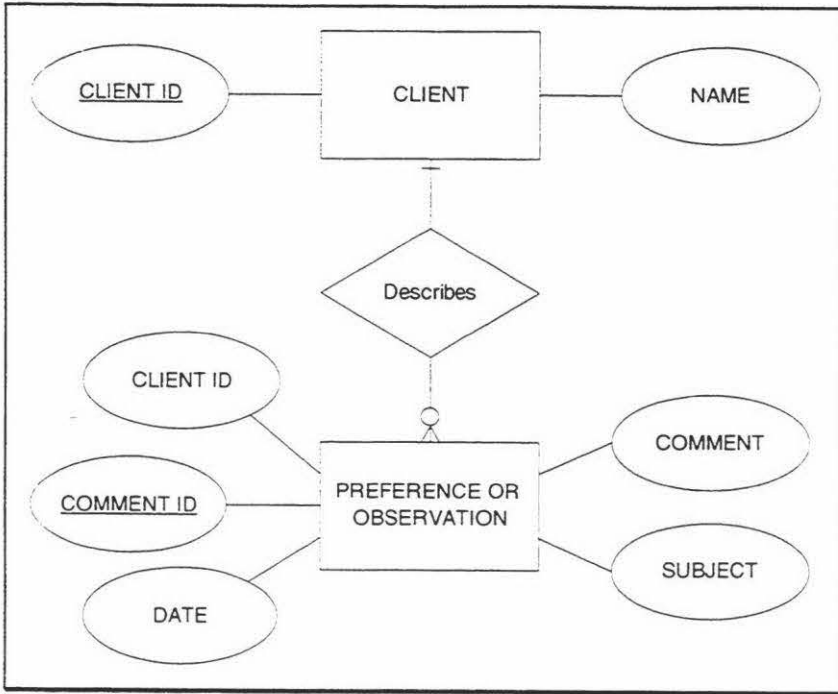 CLIENT ID
CLIENT
NAME
Describes
CLIENT ID
COMMENT
COMMENT ID
PREFERENCE OR
OBSERVATION
DATE
SUBJECT